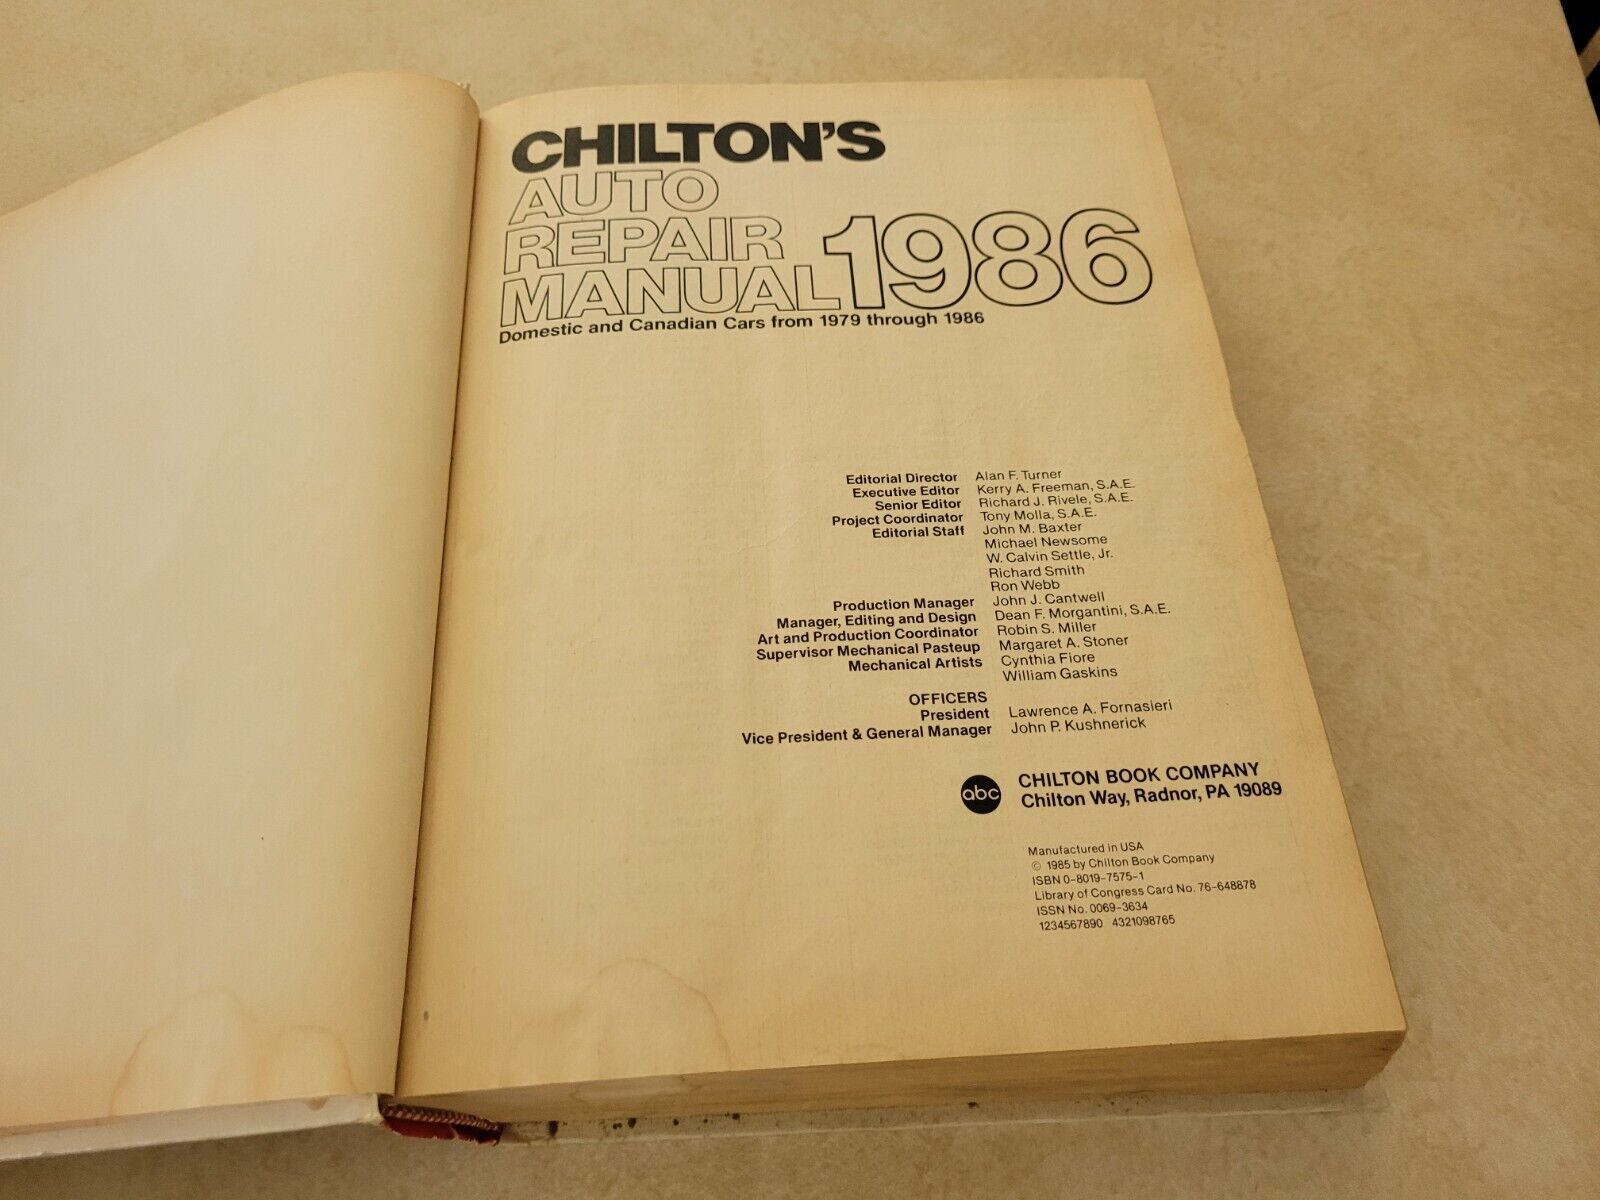 CHILTON'S
AUTO
REPAIR
MANUAL 1986
Domestic and Canadian Cars from 1979 through 1986
Editorial Director Alan F. Turner
Executive Editor Kerry A. Freeman, S.A.E.
Senior Editor Richard J. Rivele, S.A.E.
Project Coordinator Tony Molla, S.A.E.
Editorial Staff John M. Baxter
Michael Newsome
W. Calvin Settle, Jr.
Richard Smith
Ron Webb
Production Manager John J. Cantwell
Manager, Editing and Design Dean F. Morgantini, S.A.E.
Art and Production Coordinator Robin S. Miller
Supervisor Mechanical Pasteup Margaret A. Stoner
Mechanical Artists Cynthia Fiore
William Gaskins
OFFICERS
President Lawrence A. Fornasieri
Vice President & General Manager John P. Kushnerick
abc CHILTON BOOK COMPANY
Chilton Way, Radnor, PA 19089
Manufactured in USA
© 1985 by Chilton Book Company
ISBN 0-8019-7575-1
Library of Congress Card No. 76-648878
ISSN No. 0069-3634
1234567890 4321098765